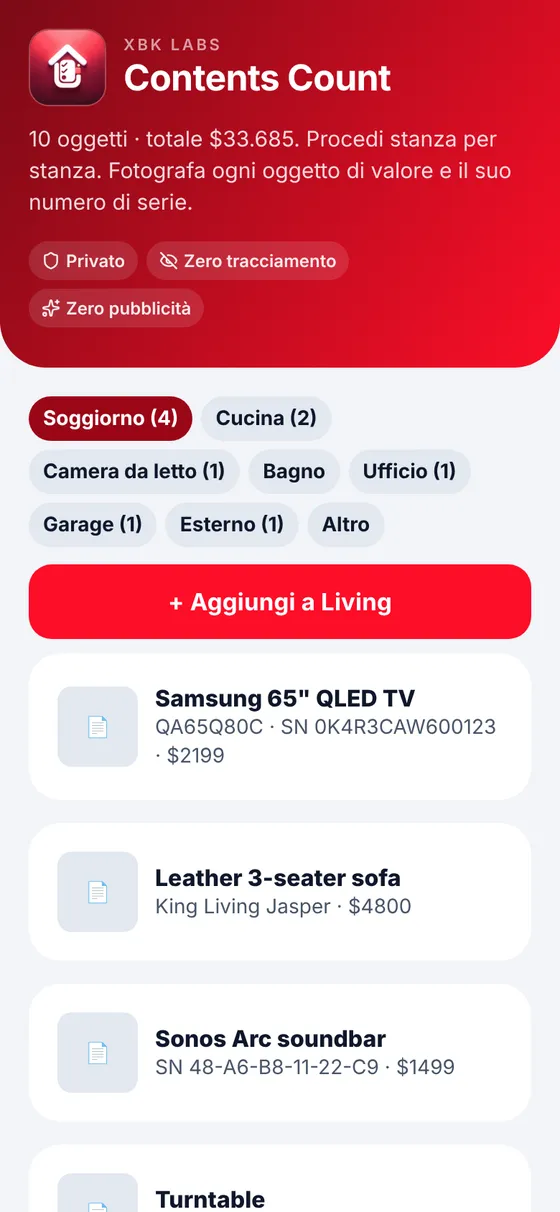 XBK LABS
Contents Count
10 oggetti · totale $33.685. Procedi stanza per
stanza. Fotografa ogni oggetto di valore e il suo
numero di serie.
Privato
Zero tracciamento
Zero pubblicità
Soggiorno (4)
Cucina (2)
Camera da letto (1)
Bagno
Ufficio (1)
Garage (1)
Esterno (1)
Altro
+ Aggiungi a Living
Samsung 65" QLED TV
QA65Q80C · SN 0K4R3CAW600123
· $2199
Leather 3-seater sofa
King Living Jasper · $4800
Sonos Arc soundbar
SN 48-A6-B8-11-22-C9 · $1499
Turntable